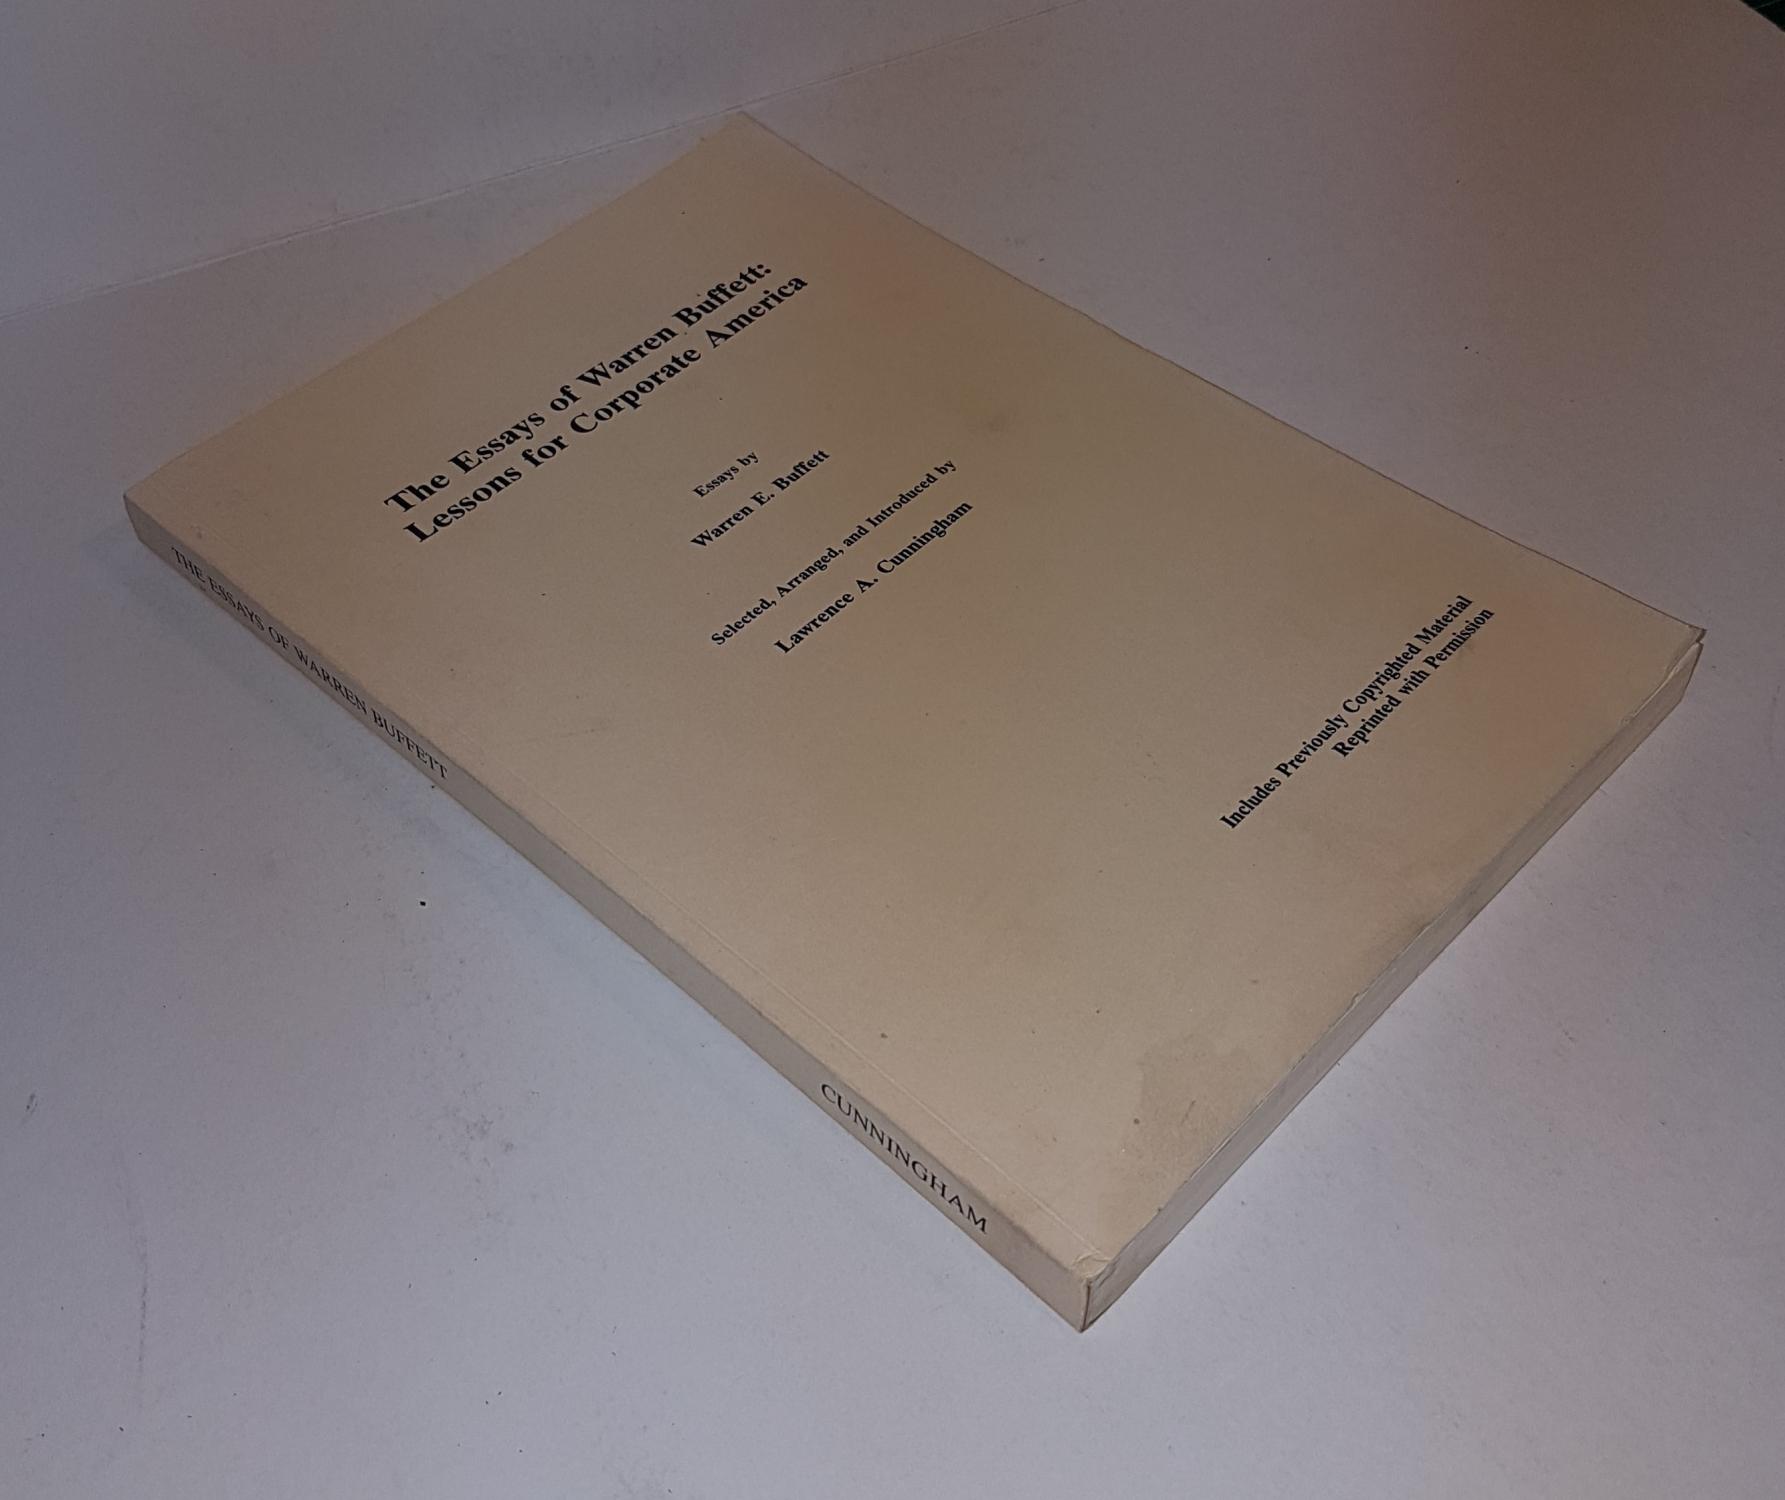 The Essays of Warren Buffett:
Lessons for Corporate America
Essays by
Warren E. Buffett
Selected, Arranged, and Introduced by
Lawrence A. Cunningham
Includes Previously Copyrighted Material
Reprinted with Permission
THE ESSAYS OF WARREN BUFFETT
CUNNINGHAM